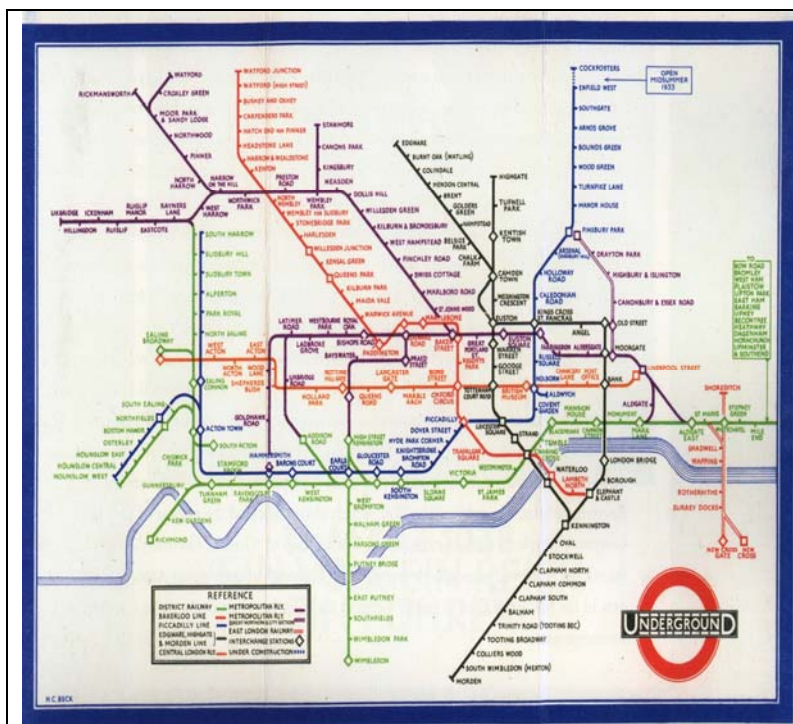 COCKFOSTERS
OPEN
MIDSUMMER
1933
ENFIELD WEST
SOUTHGATE
ARNOS GROVE
BOUNDS GREEN
WOOD GREEN
TURNPIKE LANE
MANOR HOUSE
FINSBURY PARK
WATFORD
CROXLEY GREEN
RICKMANSWORTH
MOOR PARK
& SANDY LODGE
NORTHWOOD
PINNER
NORTH
HARROW
HARROW
ON THE HILL
WATFORD JUNCTION
WATFORD (HIGH STREET)
BUSHEY AND OXHEY
CARPENDERS PARK
HATCH END FOR PINNER
HEADSTONE LANE
HARROW & WEALDSTONE
KENTON
STANMORE
CANONS PARK
KINGSBURY
NEASDEN
NORTHWICK
PARK
PRESTON
ROAD
WEMBLEY
PARK
DOLLIS HILL
WILLESDEN GREEN
KILBURN & BRONDESBURY
WEST HAMPSTEAD
FINCHLEY ROAD
SWISS COTTAGE
MARLBORO ROAD
ST JOHNS WOOD
NORTH
WEMBLEY
WEMBLEY FOR SUDBURY
STONEBRIDGE PARK
HARLESDEN
WILLESDEN JUNCTION
KENSAL GREEN
QUEENS PARK
KILBURN PARK
MAIDA VALE
WARWICK AVENUE
MARYLEBONE
PADDINGTON
EDGWARE
BURNT OAK (WATLING)
COLINDALE
HENDON CENTRAL
BRENT
GOLDERS
GREEN
HAMPSTEAD
BELSIZE
PARK
CHALK
FARM
HIGHGATE
TUFNELL
PARK
KENTISH
TOWN
CAMDEN
TOWN
MORNINGTON
CRESCENT
EUSTON
UXBRIDGE
ICKENHAM
RUISLIP
MANOR
RAYNERS
LANE
WEST
HARROW
HILLINGDON
RUISLIP
EASTCOTE
SOUTH HARROW
SUDBURY HILL
SUDBURY TOWN
ALPERTON
PARK ROYAL
NORTH EALING
EALING
BROADWAY
EALING
COMMON
WEST
ACTON
EAST
ACTON
NORTH
ACTON
WOOD
LANE
SHEPHERDS
BUSH
ARSENAL
(HIGHBURY HILL)
HOLLOWAY
ROAD
CALEDONIAN
ROAD
KINGS CROSS
ST PANCRAS
DRAYTON PARK
HIGHBURY & ISLINGTON
CANONBURY & ESSEX ROAD
OLD STREET
ANGEL
MOORGATE
LIVERPOOL STREET
TO
BOW ROAD
BROMLEY
WEST HAM
PLAISTOW
UPTON PARK
EAST HAM
BARKING
UPNEY
BECONTREE
HEATHWAY
DAGENHAM
HORNCHURCH
UPMINSTER
& SOUTHEND
LATIMER
ROAD
LADBROKE
GROVE
WESTBOURNE
PARK
ROYAL
OAK
BISHOPS ROAD
BAYSWATER
UXBRIDGE
ROAD
GOLDHAWK
ROAD
HOLLAND
PARK
NOTTING
HILL GATE
QUEENS
ROAD
LANCASTER
GATE
MARBLE
ARCH
BOND
STREET
OXFORD
CIRCUS
PRAED
STREET
BAKER
STREET
GREAT
PORTLAND ST
REGENTS
PARK
EUSTON
SQUARE
WARREN
STREET
GOODGE
STREET
TOTTENHAM
COURT ROAD
RUSSELL
SQUARE
BRITISH
MUSEUM
HOLBORN
CHANCERY
LANE
POST
OFFICE
BANK
FARRINGDON
ALDERSGATE
ALDWYCH
COVENT
GARDEN
LEICESTER
SQUARE
STRAND
PICCADILLY
DOVER STREET
HYDE PARK CORNER
KNIGHTSBRIDGE
BROMPTON
ROAD
TRAFALGAR
SQUARE
CHARING
CROSS
TEMPLE
BLACKFRIARS
MANSION
HOUSE
CANNON
STREET
MONUMENT
MARK
LANE
ALDGATE
ALDGATE
EAST
ST MARYS
SHOREDITCH
STEPNEY
GREEN
MILE
END
SHADWELL
WAPPING
ROTHERHITHE
SURREY DOCKS
NEW CROSS
GATE
NEW
CROSS
SOUTH EALING
NORTHFIELDS
BOSTON MANOR
OSTERLEY
HOUNSLOW EAST
HOUNSLOW CENTRAL
HOUNSLOW WEST
ACTON TOWN
SOUTH ACTON
CHISWICK
PARK
GUNNERSBURY
KEW GARDENS
RICHMOND
TURNHAM
GREEN
STAMFORD
BROOK
RAVENSCOURT
PARK
HAMMERSMITH
BARONS COURT
WEST
KENSINGTON
ADDISON
ROAD
HIGH STREET
KENSINGTON
EARLS
COURT
GLOUCESTER
ROAD
SOUTH
KENSINGTON
SLOANE
SQUARE
VICTORIA
ST JAMES
PARK
WESTMINSTER
WATERLOO
LAMBETH
NORTH
ELEPHANT
& CASTLE
LONDON BRIDGE
BOROUGH
KENNINGTON
OVAL
STOCKWELL
CLAPHAM NORTH
CLAPHAM COMMON
CLAPHAM SOUTH
BALHAM
TRINITY ROAD (TOOTING BEC)
TOOTING BROADWAY
COLLIERS WOOD
SOUTH WIMBLEDON (MERTON)
MORDEN
WEST
BROMPTON
WALHAM GREEN
PARSONS GREEN
PUTNEY BRIDGE
EAST PUTNEY
SOUTHFIELDS
WIMBLEDON PARK
WIMBLEDON
REFERENCE
DISTRICT RAILWAY
BAKERLOO LINE
PICCADILLY LINE
EDGWARE, HIGHGATE
& MORDEN LINE
CENTRAL LONDON RLY
METROPOLITAN RLY.
METROPOLITAN RLY.
(GREAT NORTHERN & CITY SECTION)
EAST LONDON RAILWAY
INTERCHANGE STATIONS
UNDER CONSTRUCTION
UNDERGROUND
H.C. BECK